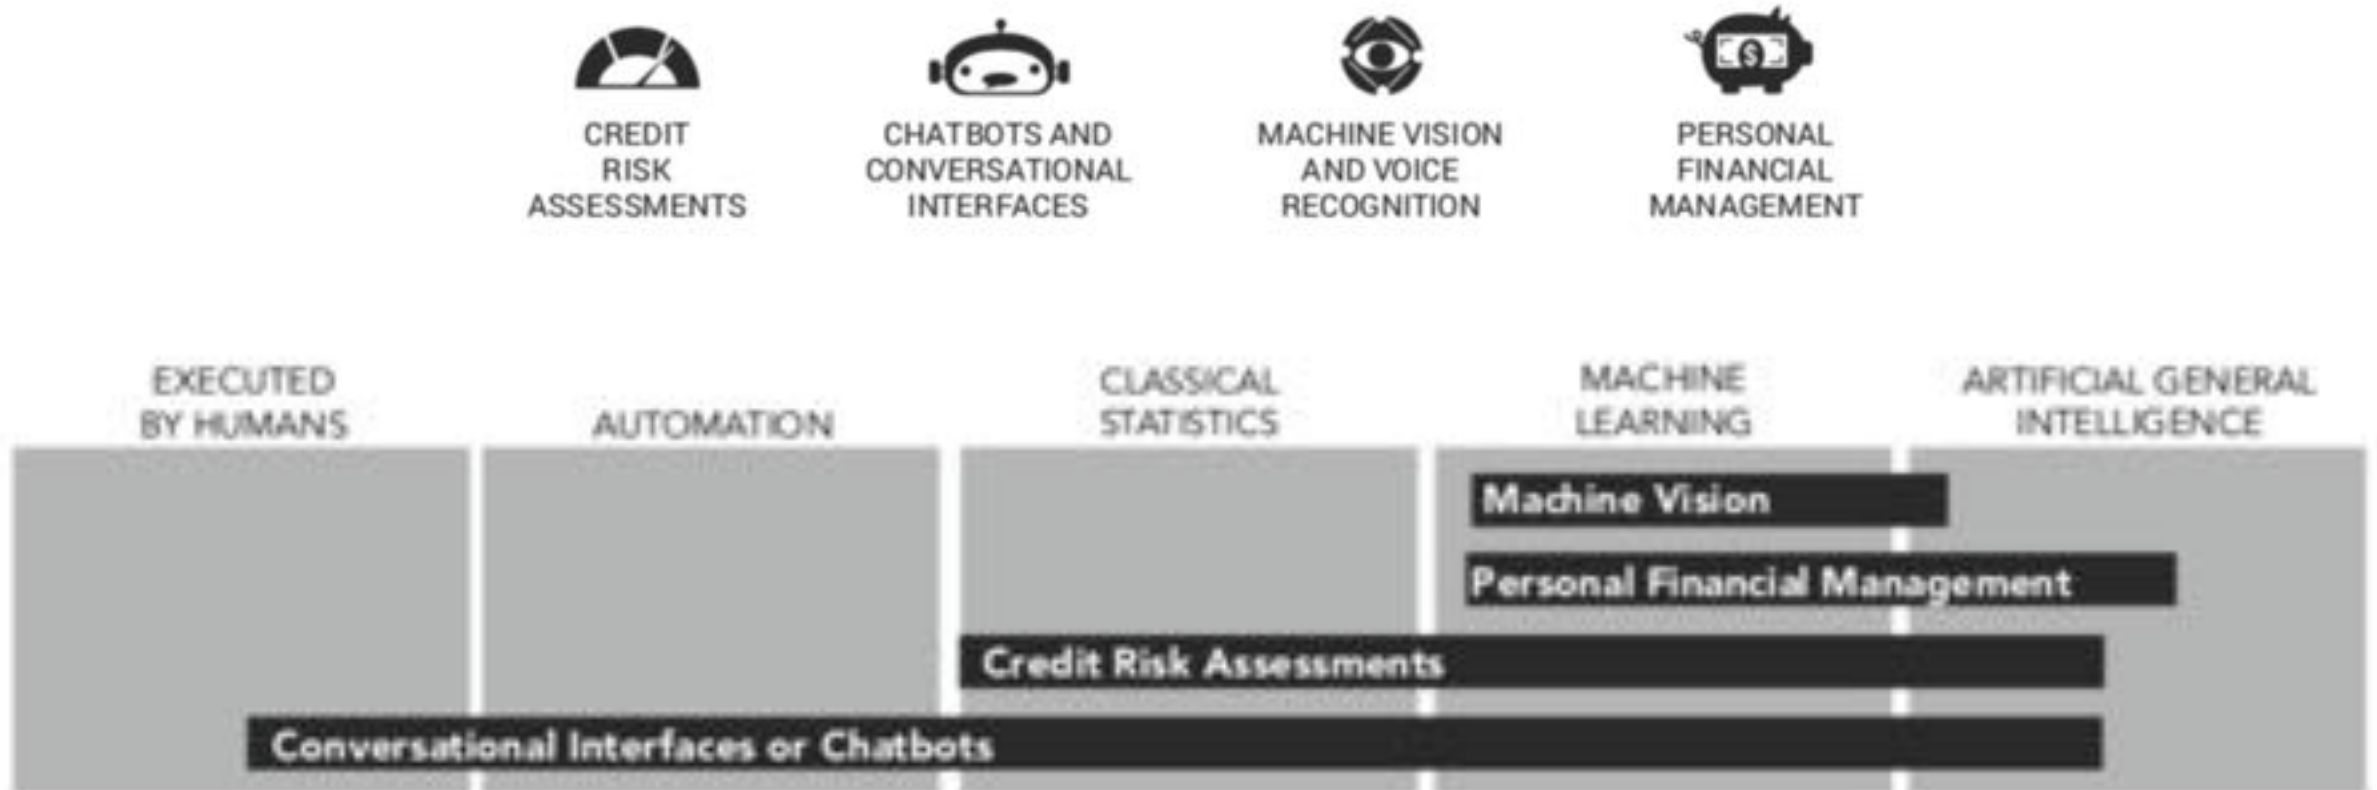 CREDIT
RISK
ASSESSMENTS
CHATBOTS AND
CONVERSATIONAL
INTERFACES
MACHINE VISION
AND VOICE
RECOGNITION
PERSONAL
FINANCIAL
MANAGEMENT
EXECUTED
BY HUMANS
AUTOMATION
CLASSICAL
STATISTICS
MACHINE
LEARNING
ARTIFICIAL GENERAL
INTELLIGENCE
Machine Vision
Personal Financial Management
Credit Risk Assessments
Conversational Interfaces or Chatbots